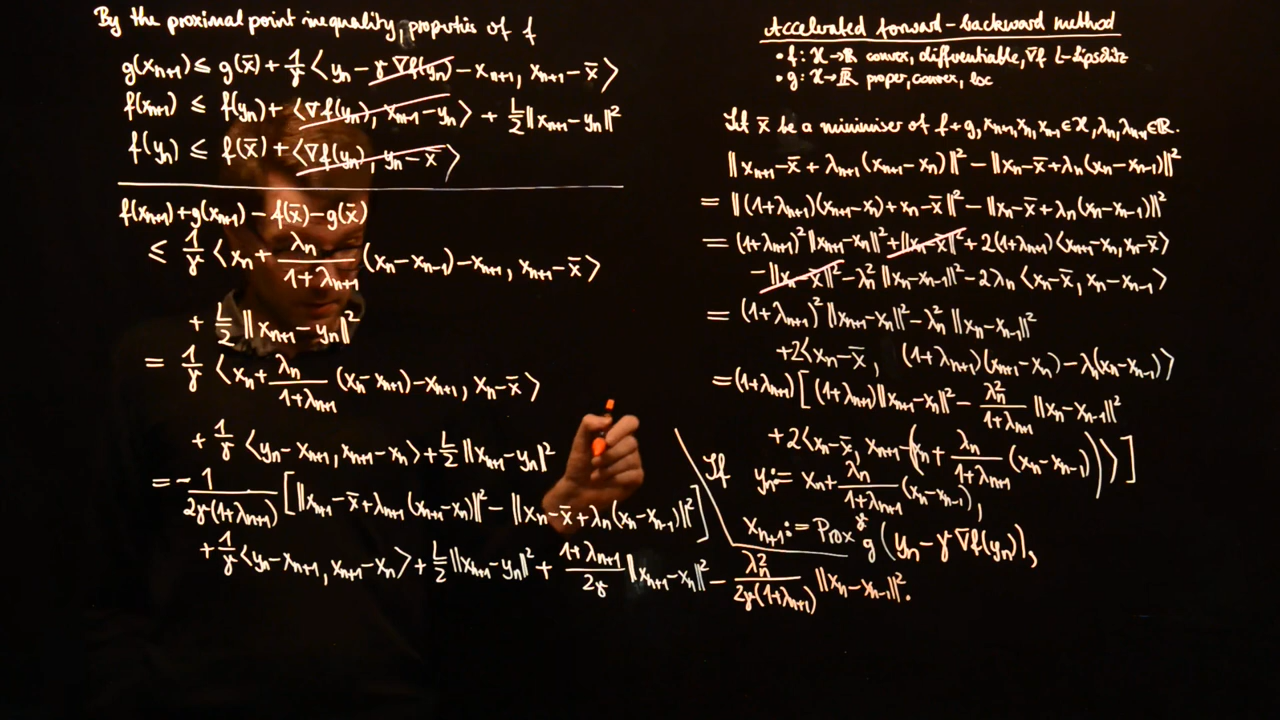 By the proximal point inequality, properties of f
g(xₙ₊₁) ≤ g(x̄) + 1/γ ⟨yₙ − γ∇f(yₙ) − xₙ₊₁, xₙ₊₁ − x̄⟩
f(xₙ₊₁) ≤ f(yₙ) + ⟨∇f(yₙ), xₙ₊₁ − yₙ⟩ + L/2 ‖xₙ₊₁ − yₙ‖²
f(yₙ) ≤ f(x̄) + ⟨∇f(yₙ), yₙ − x̄⟩
f(xₙ₊₁) + g(xₙ₊₁) − f(x̄) − g(x̄)
≤ 1/γ ⟨xₙ + λₙ/(1+λₙ₊₁) (xₙ − xₙ₋₁) − xₙ₊₁, xₙ₊₁ − x̄⟩
+ L/2 ‖xₙ₊₁ − yₙ‖²
= 1/γ ⟨xₙ + λₙ/(1+λₙ₊₁) (xₙ − xₙ₊₁) − xₙ₊₁, xₙ − x̄⟩
+ 1/γ ⟨yₙ − xₙ₊₁, xₙ₊₁ − xₙ⟩ + L/2 ‖xₙ₊₁ − yₙ‖²
= −1/(2γ(1+λₙ₊₁)) [‖xₙ₊₁ − x̄ + λₙ₊₁(xₙ₊₁ − xₙ)‖² − ‖xₙ − x̄ + λₙ(xₙ − xₙ₋₁)‖²]
+ 1/γ ⟨yₙ − xₙ₊₁, xₙ₊₁ − xₙ⟩ + L/2 ‖xₙ₊₁ − yₙ‖² + (1+λₙ₊₁)/(2γ) ‖xₙ₊₁ − xₙ‖² − λₙ²/(2γ(1+λₙ₊₁)) ‖xₙ − xₙ₋₁‖².
Accelerated forward-backward method
• f: ℋ→ℝ convex, differentiable, ∇f L-Lipschitz
• g: ℋ→ℝ̄ proper, convex, lsc
Let x̄ be a minimiser of f+g, xₙ₊₁, xₙ, xₙ₋₁ ∈ ℋ, λₙ, λₙ₊₁ ∈ ℝ.
‖xₙ₊₁ − x̄ + λₙ₊₁(xₙ₊₁ − xₙ)‖² − ‖xₙ − x̄ + λₙ(xₙ − xₙ₋₁)‖²
= ‖(1+λₙ₊₁)(xₙ₊₁ − xₙ) + xₙ − x̄‖² − ‖xₙ − x̄ + λₙ(xₙ − xₙ₋₁)‖²
= (1+λₙ₊₁)² ‖xₙ₊₁ − xₙ‖² + ‖xₙ − x̄‖² + 2(1+λₙ₊₁)⟨xₙ₊₁ − xₙ, xₙ − x̄⟩
− ‖xₙ − x̄‖² − λₙ² ‖xₙ − xₙ₋₁‖² − 2λₙ ⟨xₙ − x̄, xₙ − xₙ₋₁⟩
= (1+λₙ₊₁)² ‖xₙ₊₁ − xₙ‖² − λₙ² ‖xₙ − xₙ₋₁‖²
+ 2⟨xₙ − x̄, (1+λₙ₊₁)(xₙ₊₁ − xₙ) − λₙ(xₙ − xₙ₋₁)⟩
= (1+λₙ₊₁) [(1+λₙ₊₁)‖xₙ₊₁ − xₙ‖² − λₙ²/(1+λₙ₊₁) ‖xₙ − xₙ₋₁‖²
+ 2⟨xₙ − x̄, xₙ₊₁ − (xₙ + λₙ/(1+λₙ₊₁) (xₙ − xₙ₋₁))⟩]
If yₙ := xₙ + λₙ/(1+λₙ₊₁) (xₙ − xₙ₋₁),
xₙ₊₁ := Prox^γ_g (yₙ − γ∇f(yₙ)),